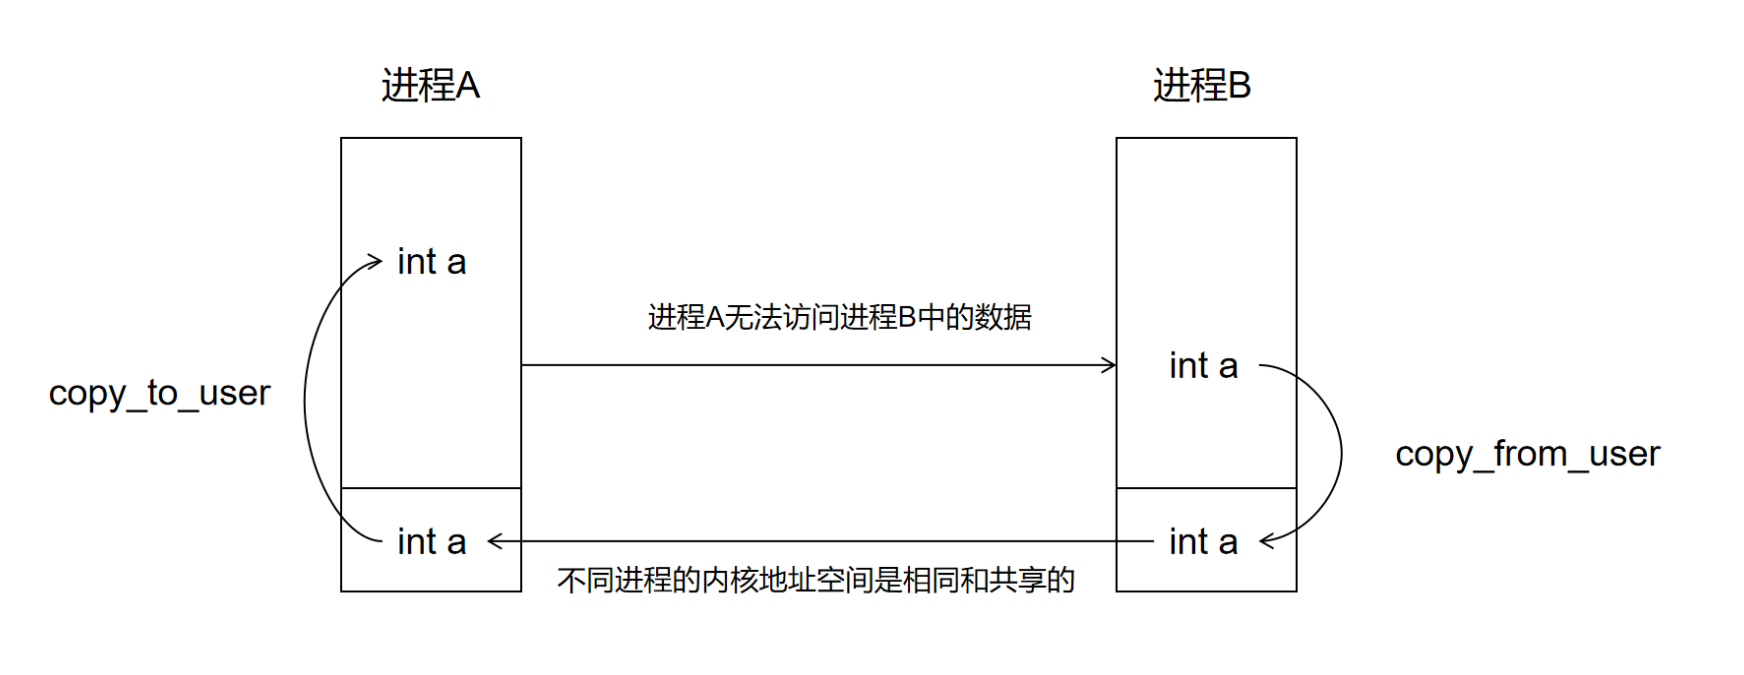 进程A
进程B
int a
进程A无法访问进程B中的数据
int a
copy_to_user
copy_from_user
int a
int a
不同进程的内核地址空间是相同和共享的